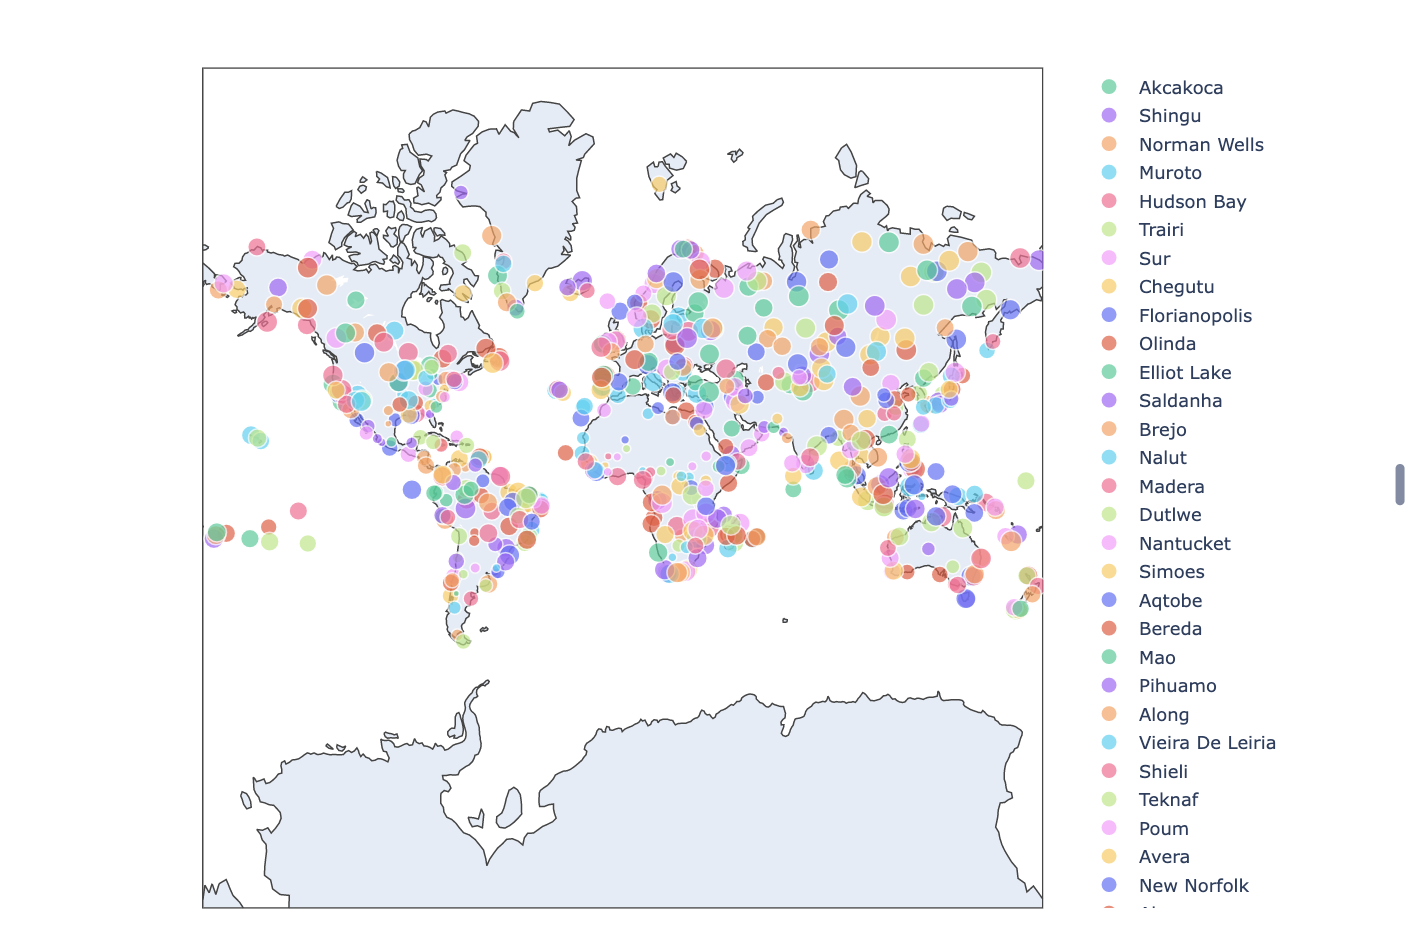 Akcakoca
Shingu
Norman Wells
Muroto
Hudson Bay
Trairi
Sur
Chegutu
Florianopolis
Olinda
Elliot Lake
Saldanha
Brejo
Nalut
Madera
Dutlwe
Nantucket
Simoes
Aqtobe
Bereda
Mao
Pihuamo
Along
Vieira De Leiria
Shieli
Teknaf
Poum
Avera
New Norfolk